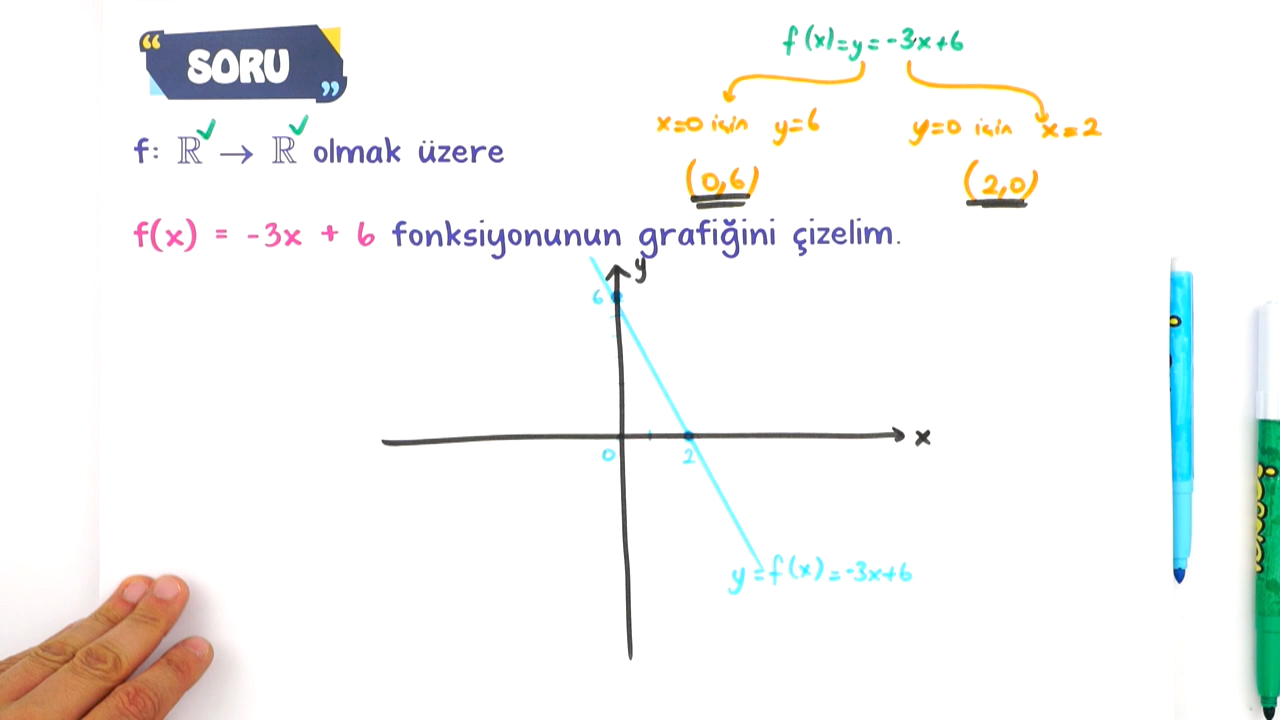 SORU
f: ℝ → ℝ olmak üzere
f(x) = -3x + 6 fonksiyonunun grafiğini çizelim.
f(x)=y=-3x+6
x=0 için y=6
(0,6)
y=0 için x=2
(2,0)
y
6
x
0
2
y=f(x)=-3x+6